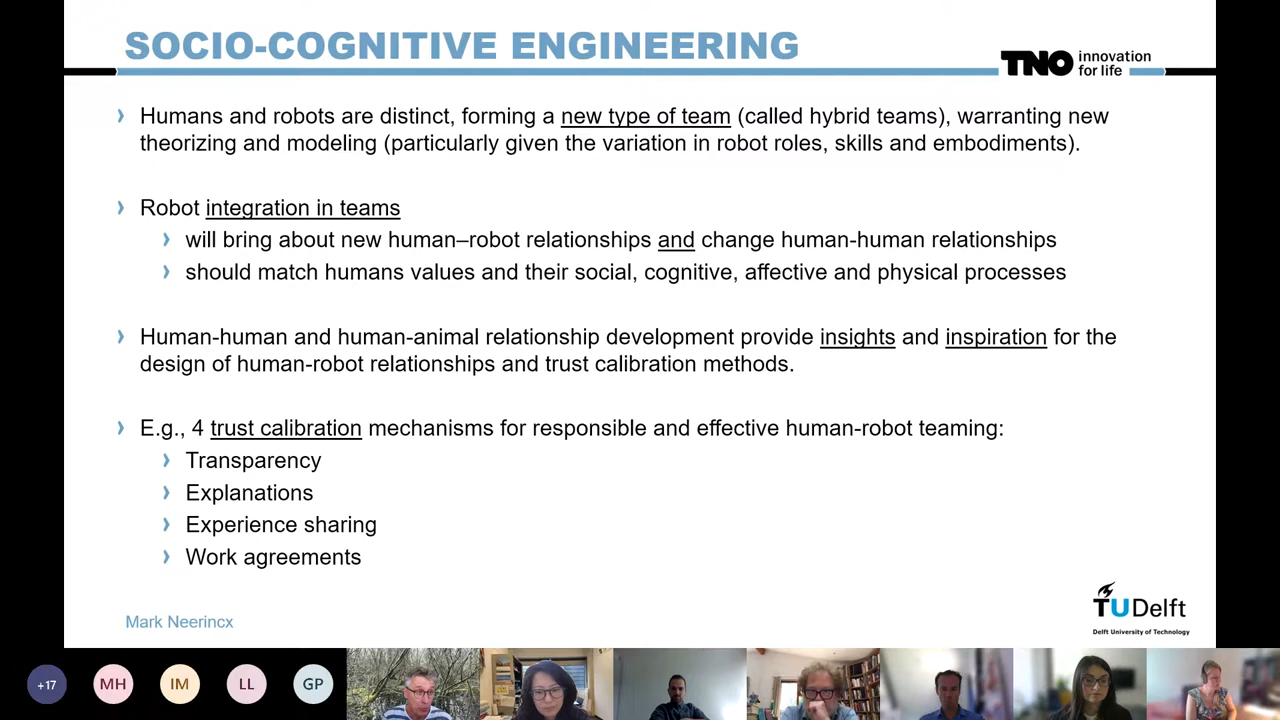 SOCIO-COGNITIVE ENGINEERING
TNO innovation
for life
Humans and robots are distinct, forming a new type of team (called hybrid teams), warranting new
theorizing and modeling (particularly given the variation in robot roles, skills and embodiments).
Robot integration in teams
will bring about new human–robot relationships and change human-human relationships
should match humans values and their social, cognitive, affective and physical processes
Human-human and human-animal relationship development provide insights and inspiration for the
design of human-robot relationships and trust calibration methods.
E.g., 4 trust calibration mechanisms for responsible and effective human-robot teaming:
Transparency
Explanations
Experience sharing
Work agreements
Mark Neerincx
TUDelft
Delft University of Technology
+17
MH
IM
LL
GP